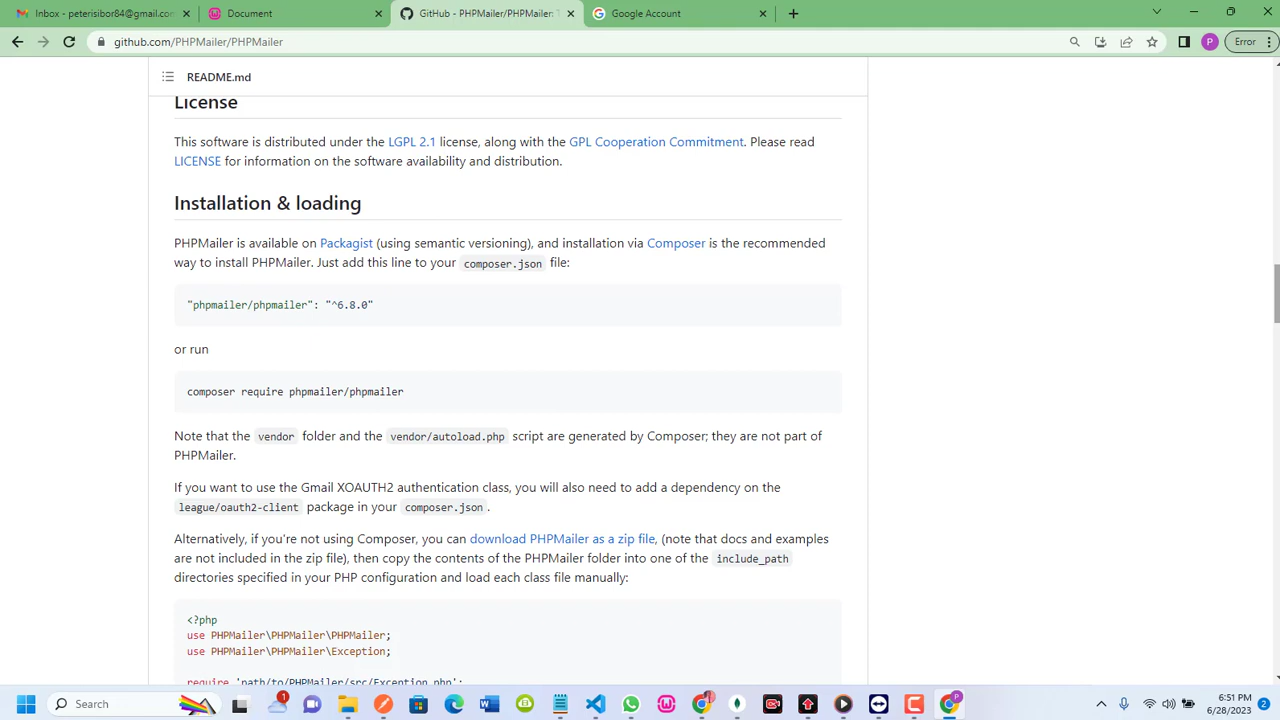 Inbox - peterisibor84@gmail.com
Document
GitHub - PHPMailer/PHPMailer: T
Google Account
github.com/PHPMailer/PHPMailer
P
Error
README.md
License
This software is distributed under the LGPL 2.1 license, along with the GPL Cooperation Commitment. Please read
LICENSE for information on the software availability and distribution.
Installation & loading
PHPMailer is available on Packagist (using semantic versioning), and installation via Composer is the recommended
way to install PHPMailer. Just add this line to your composer.json file:
"phpmailer/phpmailer": "^6.8.0"
or run
composer require phpmailer/phpmailer
Note that the vendor folder and the vendor/autoload.php script are generated by Composer; they are not part of
PHPMailer.
If you want to use the Gmail XOAUTH2 authentication class, you will also need to add a dependency on the
league/oauth2-client package in your composer.json.
Alternatively, if you're not using Composer, you can download PHPMailer as a zip file, (note that docs and examples
are not included in the zip file), then copy the contents of the PHPMailer folder into one of the include_path
directories specified in your PHP configuration and load each class file manually:
<?php
use PHPMailer\PHPMailer\PHPMailer;
use PHPMailer\PHPMailer\Exception;
require 'path/to/PHPMailer/src/Exception.php';
Search
1
6:51 PM
6/28/2023
2